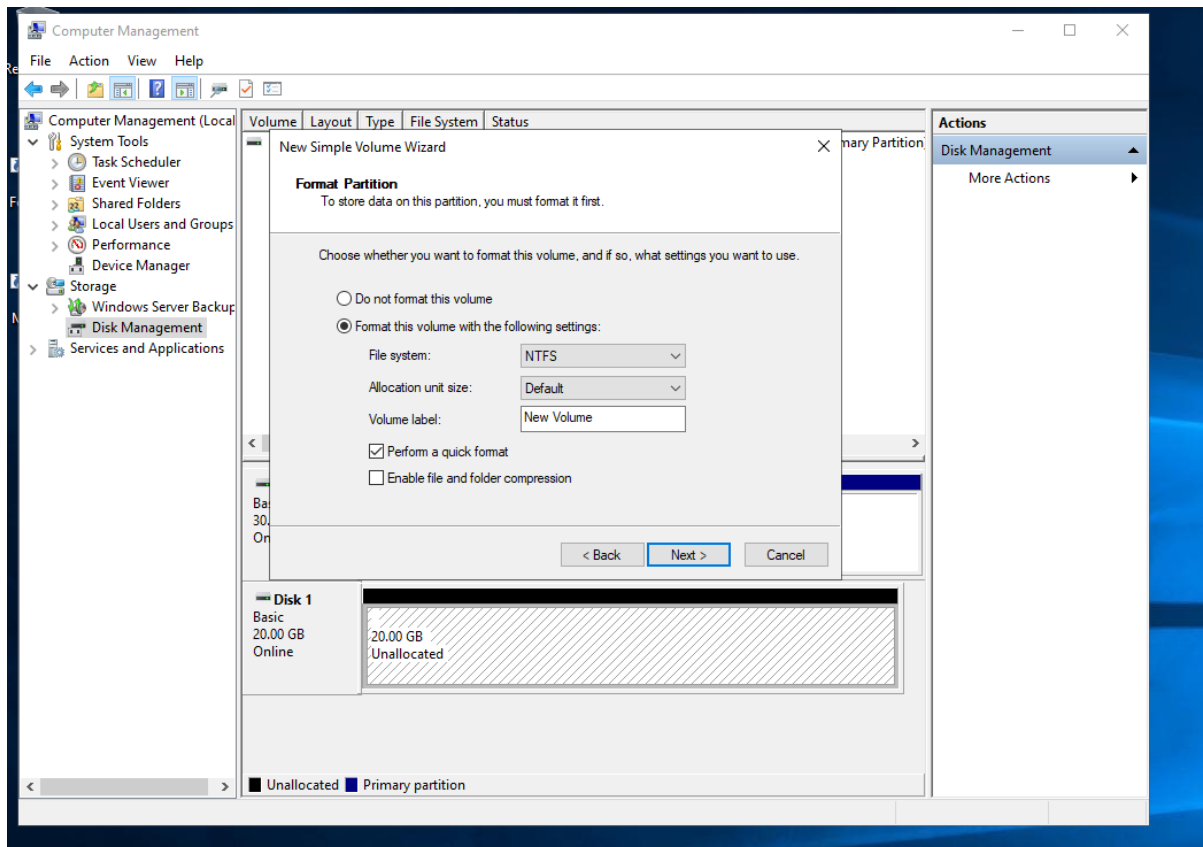 Computer Management
File Action View Help
Computer Management (Local
System Tools
Task Scheduler
Event Viewer
Shared Folders
Local Users and Groups
Performance
Device Manager
Storage
Windows Server Backup
Disk Management
Services and Applications
Volume Layout Type File System Status
mary Partition
New Simple Volume Wizard
Format Partition
To store data on this partition, you must format it first.
Choose whether you want to format this volume, and if so, what settings you want to use.
Do not format this volume
Format this volume with the following settings:
File system: NTFS
Allocation unit size: Default
Volume label: New Volume
Perform a quick format
Enable file and folder compression
< Back Next > Cancel
Ba
30.
On
Disk 1
Basic
20.00 GB
Online
20.00 GB
Unallocated
Unallocated Primary partition
Actions
Disk Management
More Actions